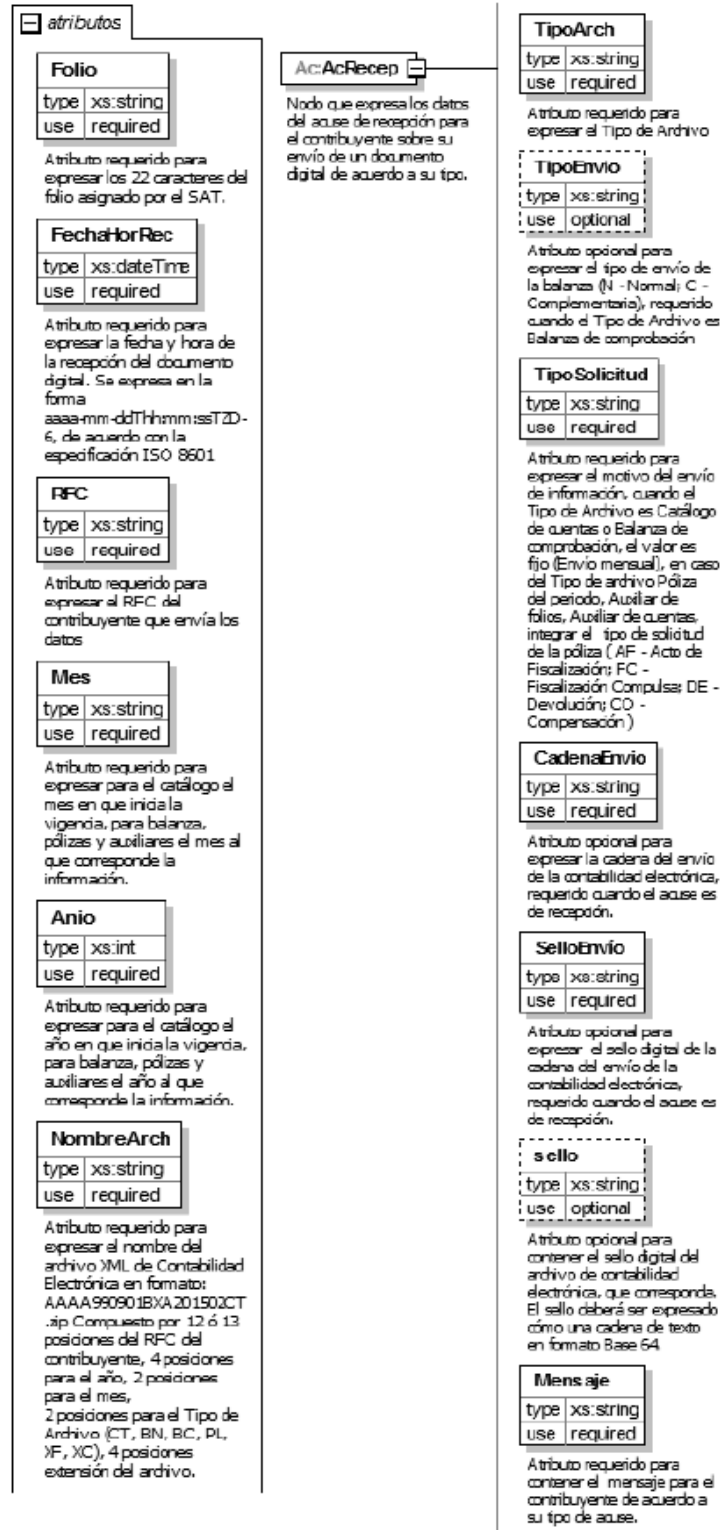 atributos
Folio
type xs:string
use required
Atributo requerido para
expresar los 22 caracteres del
folio asignado por el SAT.
FechaHorRec
type xs:dateTime
use required
Atributo requerido para
expresar la fecha y hora de
la recepción del documento
digital. Se expresa en la
forma
aaaa-mm-ddThh:mm:ssTZD-
6, de acuerdo con la
especificación ISO 8601
RFC
type xs:string
use required
Atributo requerido para
expresar el RFC del
contribuyente que envía los
datos
Mes
type xs:string
use required
Atributo requerido para
expresar para el catálogo el
mes en que inicia la
vigencia, para balanza,
pólizas y auxiliares el mes al
que corresponde la
información.
Anio
type xs:int
use required
Atributo requerido para
expresar para el catálogo el
año en que inicia la vigencia,
para balanza, pólizas y
auxiliares el año al que
corresponde la información.
NombreArch
type xs:string
use required
Atributo requerido para
expresar el nombre del
archivo XML de Contabilidad
Electrónica en formato:
AAAA990901BXA201502CT
.zip Compuesto por 12 ó 13
posiciones del RFC del
contribuyente, 4 posiciones
para el año, 2 posiciones
para el mes,
2 posiciones para el Tipo de
Archivo (CT, BN, BC, PL,
XF, XC), 4 posiciones
extensión del archivo.
Ac:AcRecep
Nodo que expresa los datos
del acuse de recepción para
el contribuyente sobre su
envío de un documento
digital de acuerdo a su tipo.
TipoArch
type xs:string
use required
Atributo requerido para
expresar el Tipo de Archivo
TipoEnvio
type xs:string
use optional
Atributo opcional para
expresar el tipo de envío de
la balanza (N - Normal; C -
Complementaria), requerido
cuando el Tipo de Archivo es
Balanza de comprobación
TipoSolicitud
type xs:string
use required
Atributo requerido para
expresar el motivo del envío
de información, cuando el
Tipo de Archivo es Catálogo
de cuentas o Balanza de
comprobación, el valor es
fijo (Envío mensual), en caso
del Tipo de archivo Póliza
del periodo, Auxiliar de
folios, Auxiliar de cuentas,
integrar el tipo de solicitud
de la póliza ( AF - Acto de
Fiscalización; FC -
Fiscalización Compulsa; DE -
Devolución; CO -
Compensación )
CadenaEnvio
type xs:string
use required
Atributo opcional para
expresar la cadena del envío
de la contabilidad electrónica,
requerido cuando el acuse es
de recepción.
SelloEnvío
type xs:string
use required
Atributo opcional para
expresar el sello digital de la
cadena del envío de la
contabilidad electrónica,
requerido cuando el acuse es
de recepción.
sello
type xs:string
use optional
Atributo opcional para
contener el sello digital del
archivo de contabilidad
electrónica, que corresponda.
El sello deberá ser expresado
cómo una cadena de texto
en formato Base 64
Mensaje
type xs:string
use required
Atributo requerido para
contener el mensaje para el
contribuyente de acuerdo a
su tipo de acuse.